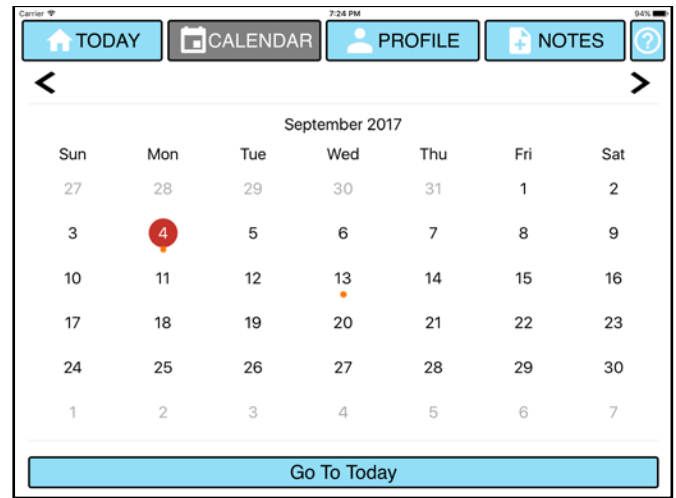 Carrier 7:24 PM 94%
TODAY CALENDAR PROFILE NOTES ?
< >
September 2017
Sun Mon Tue Wed Thu Fri Sat
27 28 29 30 31 1 2
3 4 5 6 7 8 9
10 11 12 13 14 15 16
17 18 19 20 21 22 23
24 25 26 27 28 29 30
1 2 3 4 5 6 7
Go To Today